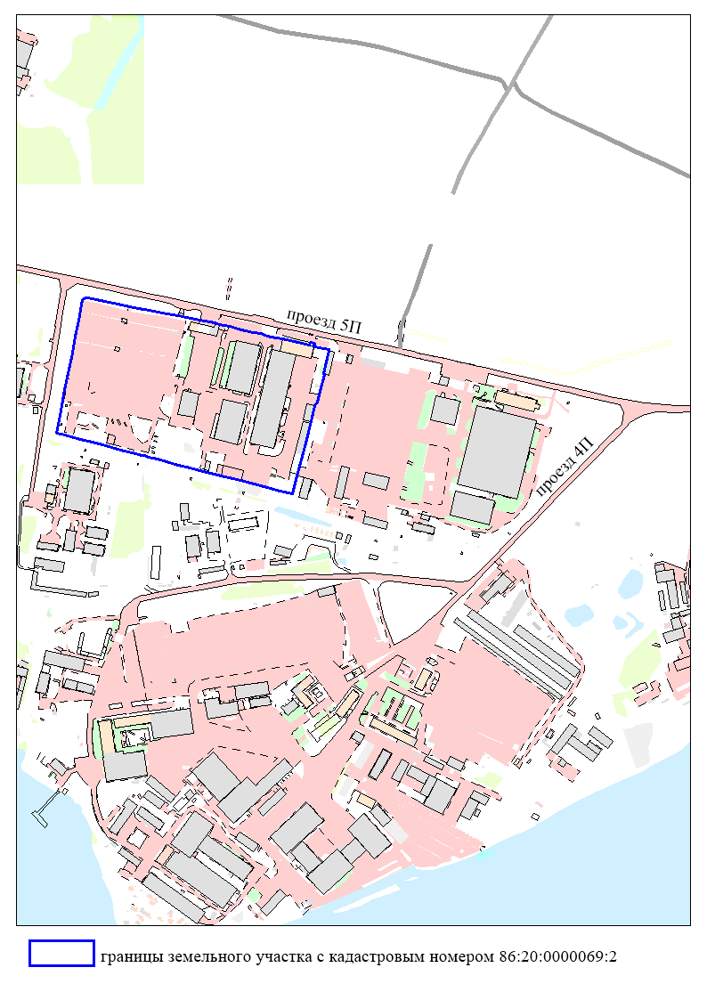 проезд 5П
проезд 4П
границы земельного участка с кадастровым номером 86:20:0000069:2